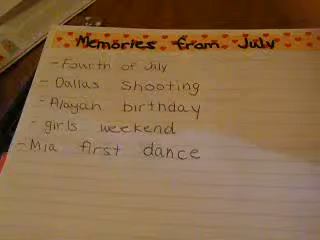 Memories from July
- Fourth of July
- Dallas Shooting
- Alayah birthday
- girls weekend
- Mia first dance